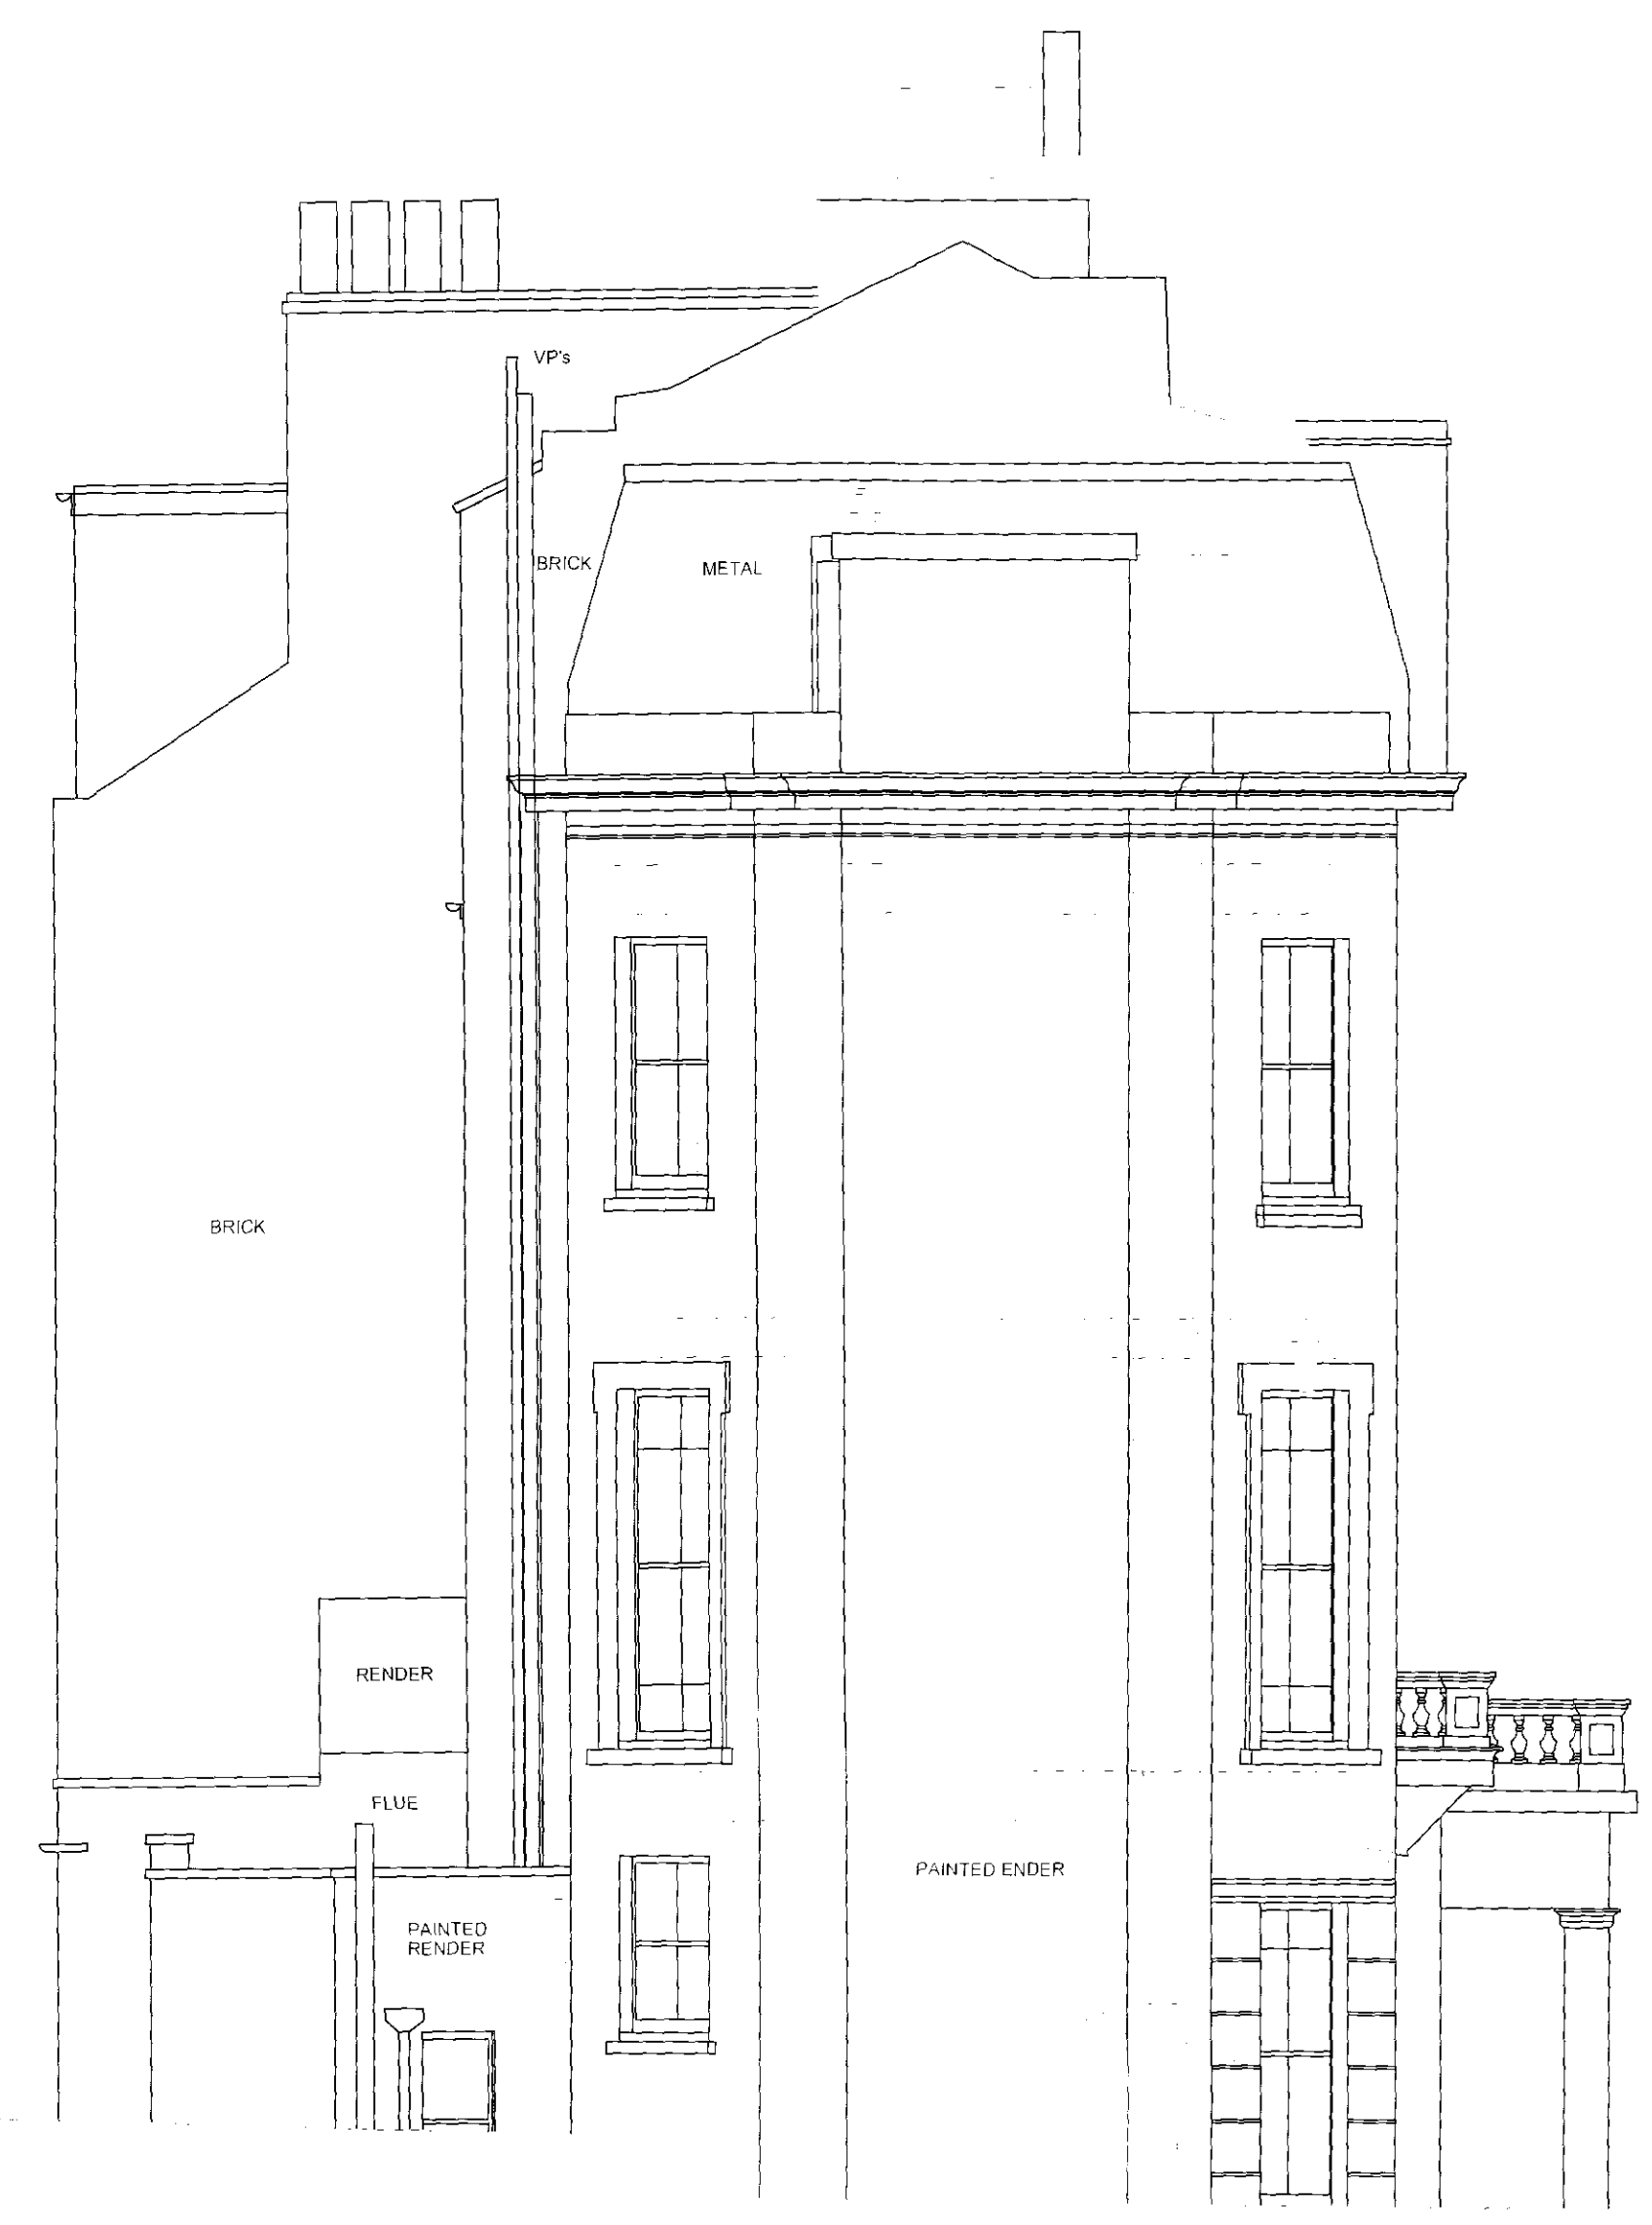 VP's
BRICK
METAL
BRICK
RENDER
FLUE
PAINTED ENDER
PAINTED
RENDER